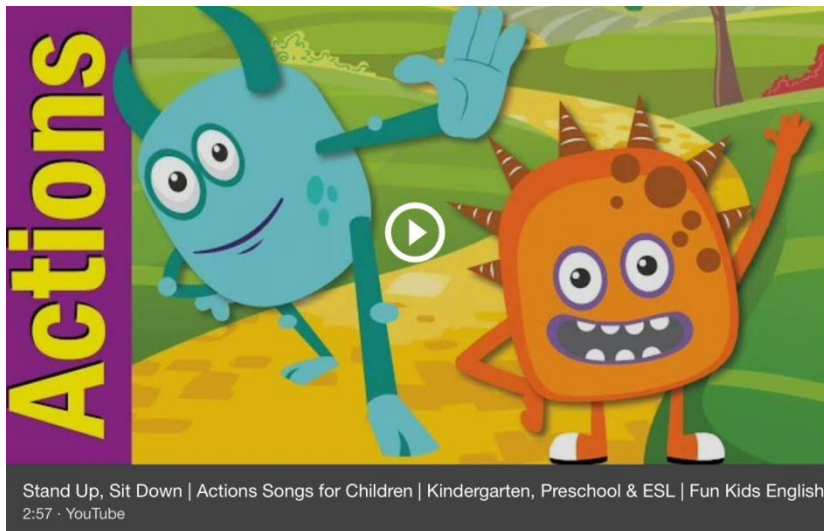 Actions
Stand Up, Sit Down | Actions Songs for Children | Kindergarten, Preschool & ESL | Fun Kids English
2:57 · YouTube